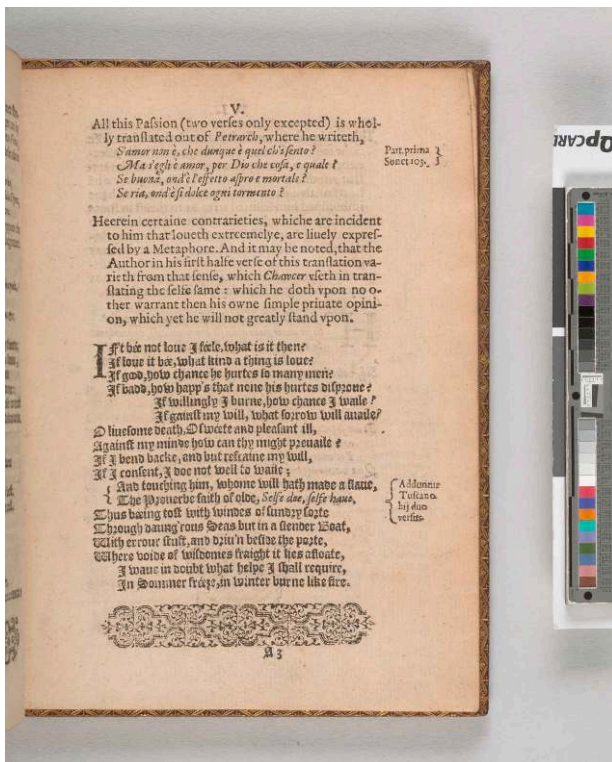 V.
All this Passion (two verses only excepted) is whol-
ly translated out of Petrarch, where he writeth,
S'amor non è, che dunque è quel ch'i sento?
Part. prima
Ma s'egli è amor, per Dio che cosa, e quale?
Sonet 103.
Se buona, ond'è l'effetto aspro e mortale?
Se ria, ond'è si dolce ogni tormento?
Heerein certaine contrarieties, whiche are incident
to him that loueth extreemelye, are liuely expres-
sed by a Metaphore. And it may be noted, that the
Author in his first halfe verse of this translation va-
rieth from that sense, which Chawcer vseth in tran-
slating the selfe same: which he doth vpon no o-
ther warrant then his owne simple priuate opini-
on, which yet he will not greatly stand vpon.
IF't bee not loue I feele, what is it then?
If loue it bee, what kind a thing is loue?
If good, how chance he hurtes so many men?
If badd, how happ's that none his hurtes disproue?
If willingly I burne, how chance I waile?
If gainst my will, what sorrow will auaile?
O liuesome death, O sweete and pleasant ill,
Against my minde how can thy might preuaile?
If I bend backe, and but refraine my will,
If I consent, I doe not well to waile;
And touching him, whome will hath made a slaue,
The Prouerbe saith of olde, Selfe doe, selfe haue,
Adduntur
Tuscano
hij duo
versus.
Thus beeing tost with windes of sundry sorte
Through daung'rous Seas but in a slender Boat,
With errour stuft, and driu'n beside the porte,
Where voide of wisdomes fraight it lies afloate,
I waue in doubt what helpe I shall require,
In Sommer freeze, in winter burne like fire.
A 3